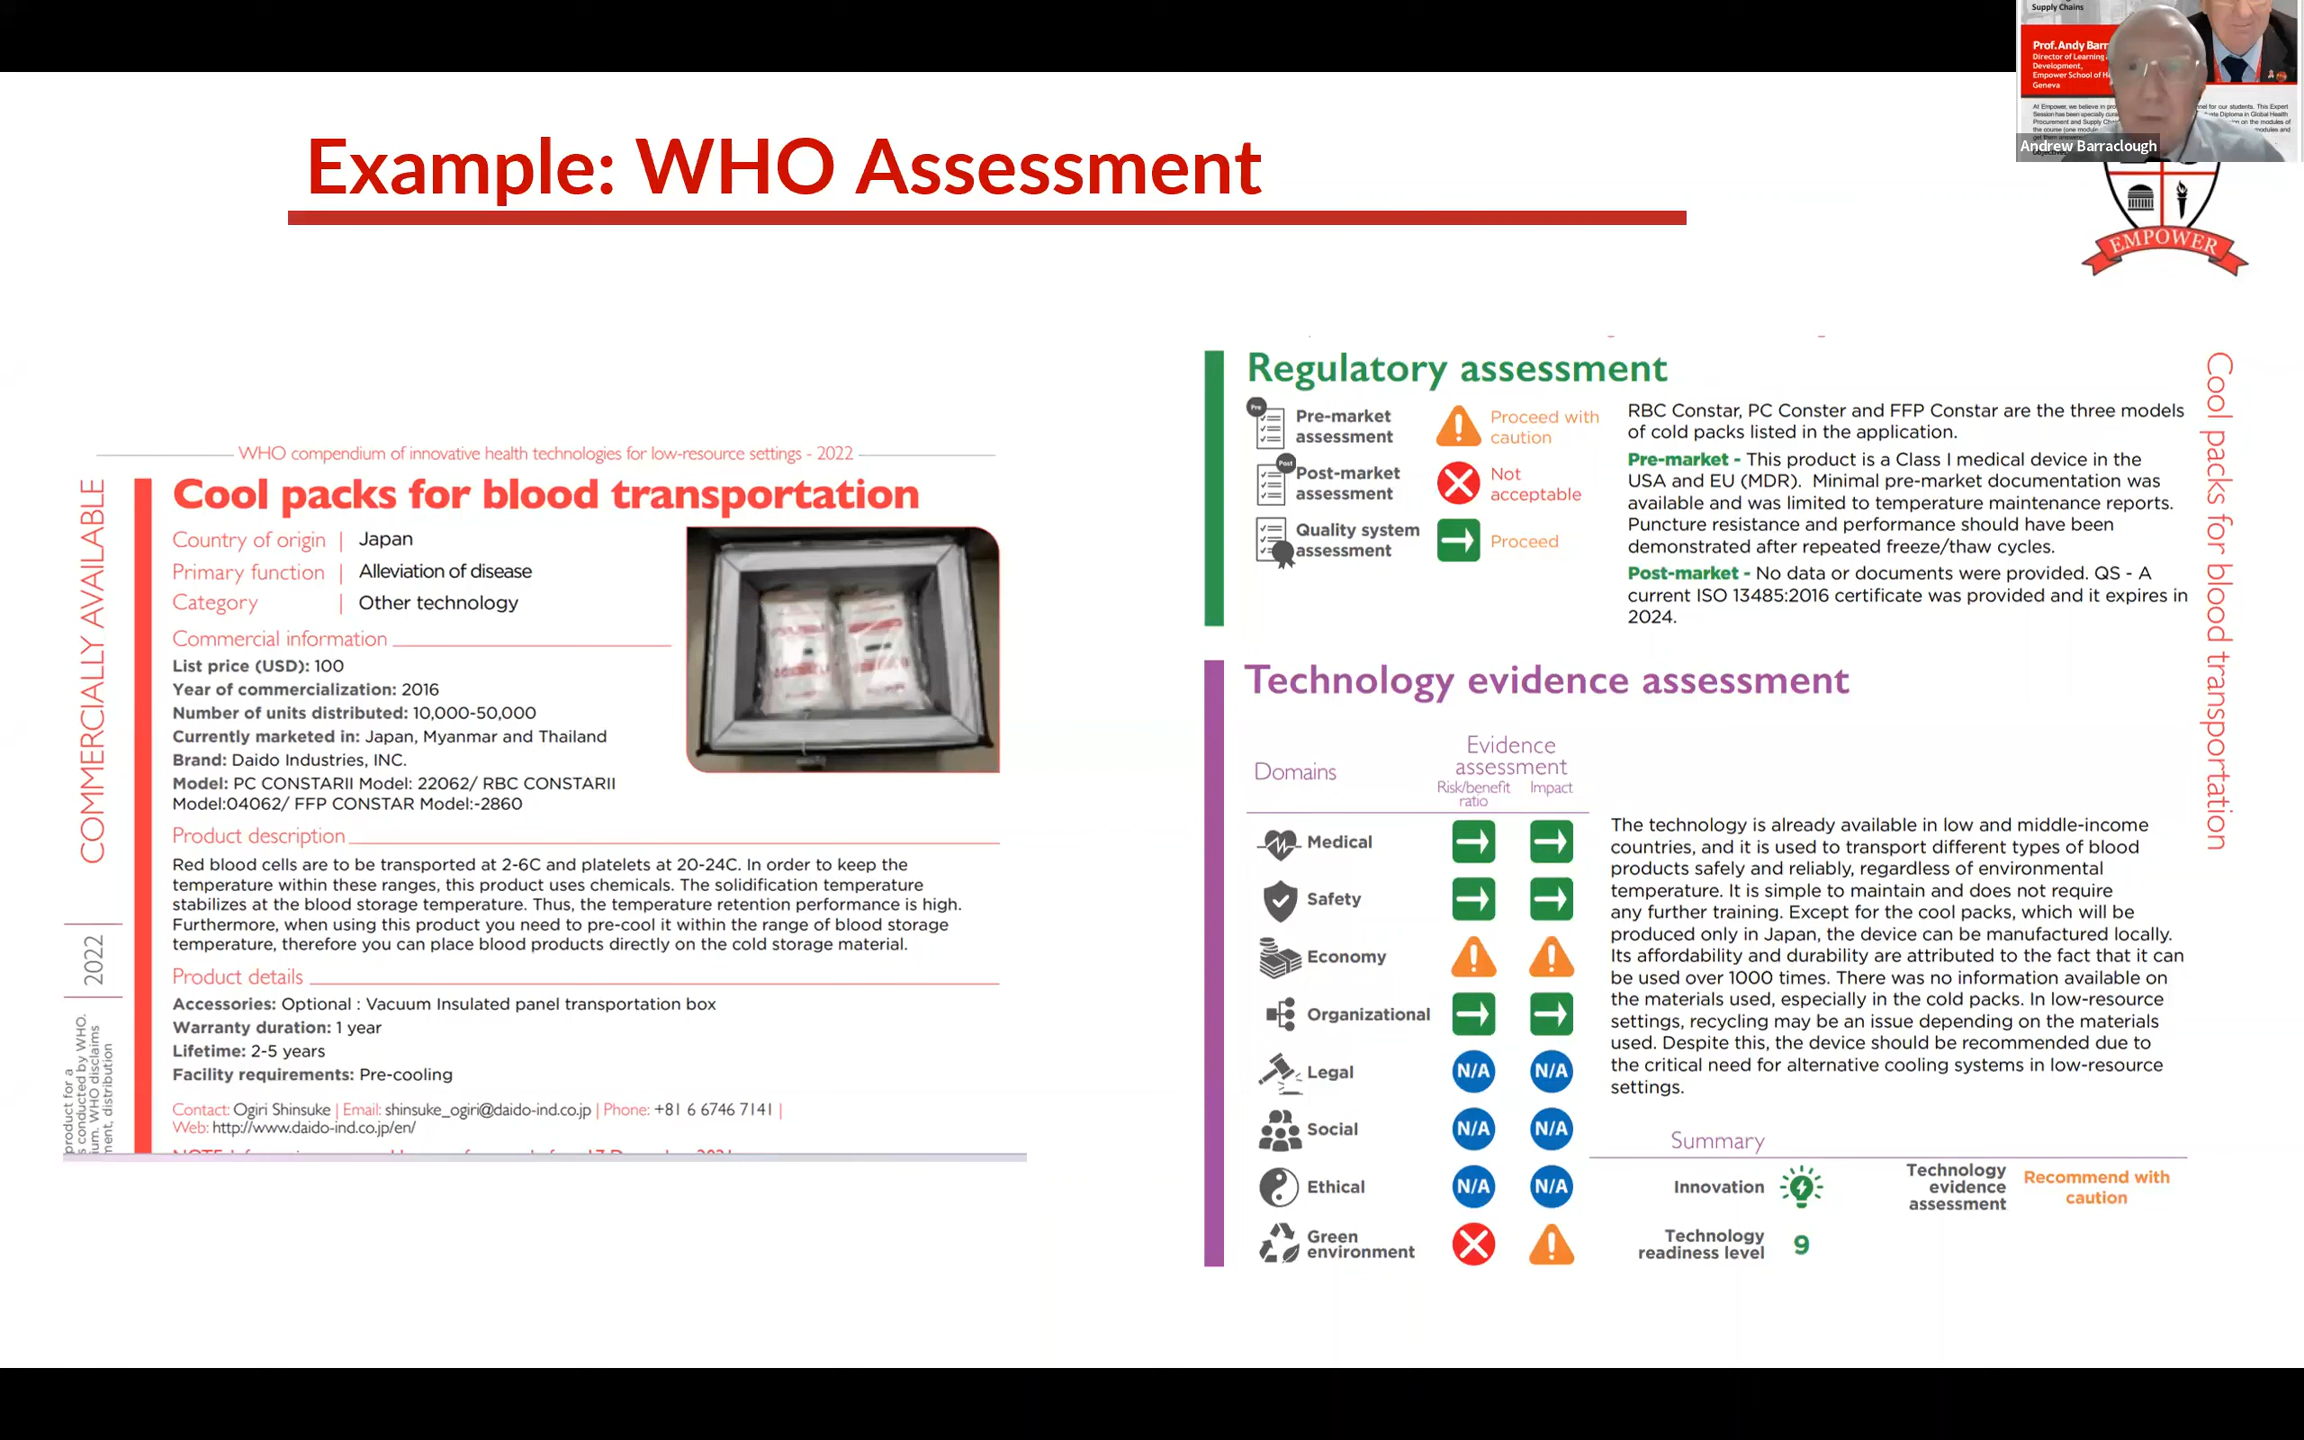 Supply Chains
Prof. Andy Barr
Director of Learning
Development,
Empower School of H
Geneva
Andrew Barraclough
EMPOWER
Example: WHO Assessment
WHO compendium of innovative health technologies for low-resource settings - 2022
COMMERCIALLY AVAILABLE
2022
product for a
s conducted by WHO.
ium. WHO disclaims
ment, distribution
Cool packs for blood transportation
Country of origin | Japan
Primary function | Alleviation of disease
Category | Other technology
Commercial information
List price (USD): 100
Year of commercialization: 2016
Number of units distributed: 10,000-50,000
Currently marketed in: Japan, Myanmar and Thailand
Brand: Daido Industries, INC.
Model: PC CONSTARII Model: 22062/ RBC CONSTARII
Model:04062/ FFP CONSTAR Model:-2860
Product description
Red blood cells are to be transported at 2-6C and platelets at 20-24C. In order to keep the
temperature within these ranges, this product uses chemicals. The solidification temperature
stabilizes at the blood storage temperature. Thus, the temperature retention performance is high.
Furthermore, when using this product you need to pre-cool it within the range of blood storage
temperature, therefore you can place blood products directly on the cold storage material.
Product details
Accessories: Optional : Vacuum Insulated panel transportation box
Warranty duration: 1 year
Lifetime: 2-5 years
Facility requirements: Pre-cooling
Contact: Ogiri Shinsuke | Email: shinsuke_ogiri@daido-ind.co.jp | Phone: +81 6 6746 7141 |
Web: http://www.daido-ind.co.jp/en/
Regulatory assessment
Pre
Pre-market
assessment
Proceed with
caution
Post
Post-market
assessment
Not
acceptable
Quality system
assessment
Proceed
RBC Constar, PC Conster and FFP Constar are the three models
of cold packs listed in the application.
Pre-market - This product is a Class I medical device in the
USA and EU (MDR). Minimal pre-market documentation was
available and was limited to temperature maintenance reports.
Puncture resistance and performance should have been
demonstrated after repeated freeze/thaw cycles.
Post-market - No data or documents were provided. QS - A
current ISO 13485:2016 certificate was provided and it expires in
2024.
Cool packs for blood transportation
Technology evidence assessment
Domains
Evidence
assessment
Risk/benefit
ratio
Impact
Medical
Safety
Economy
Organizational
Legal N/A N/A
Social N/A N/A
Ethical N/A N/A
Green
environment
The technology is already available in low and middle-income
countries, and it is used to transport different types of blood
products safely and reliably, regardless of environmental
temperature. It is simple to maintain and does not require
any further training. Except for the cool packs, which will be
produced only in Japan, the device can be manufactured locally.
Its affordability and durability are attributed to the fact that it can
be used over 1000 times. There was no information available on
the materials used, especially in the cold packs. In low-resource
settings, recycling may be an issue depending on the materials
used. Despite this, the device should be recommended due to
the critical need for alternative cooling systems in low-resource
settings.
Summary
Innovation
Technology
evidence
assessment
Recommend with
caution
Technology
readiness level
9